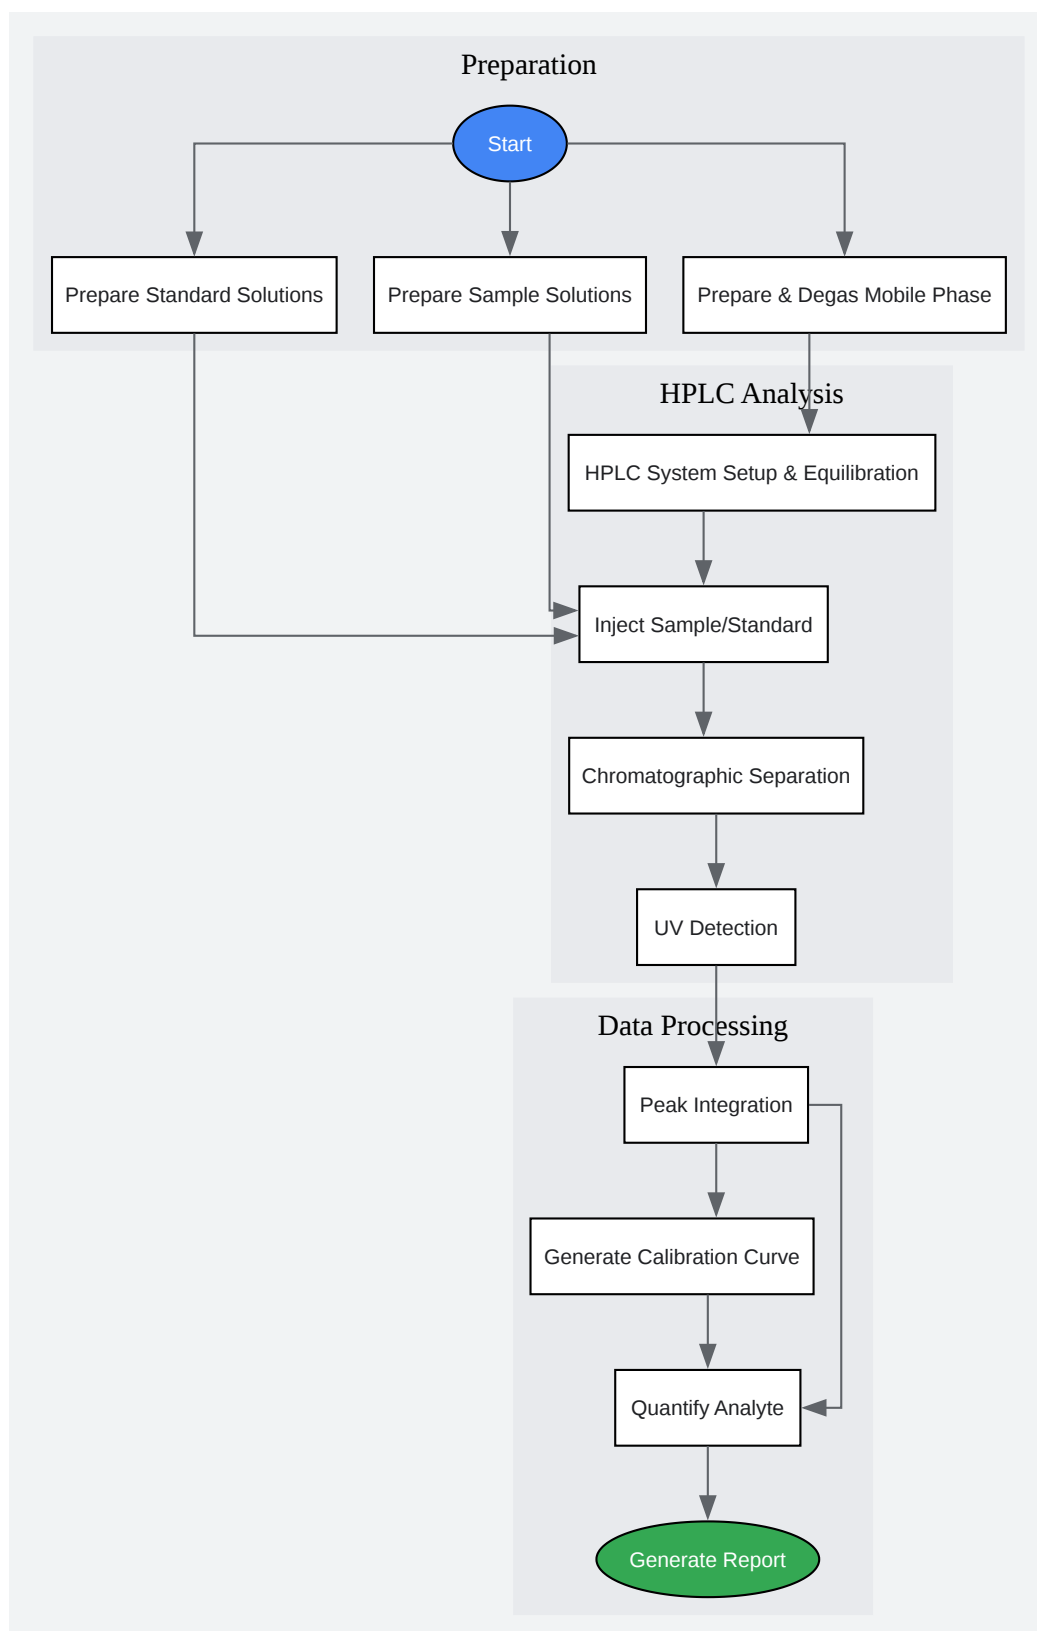 Preparation
Start
Prepare Standard Solutions
Prepare Sample Solutions
Prepare & Degas Mobile Phase
HPLC Analysis
HPLC System Setup & Equilibration
Inject Sample/Standard
Chromatographic Separation
UV Detection
Data Processing
Peak Integration
Generate Calibration Curve
Quantify Analyte
Generate Report